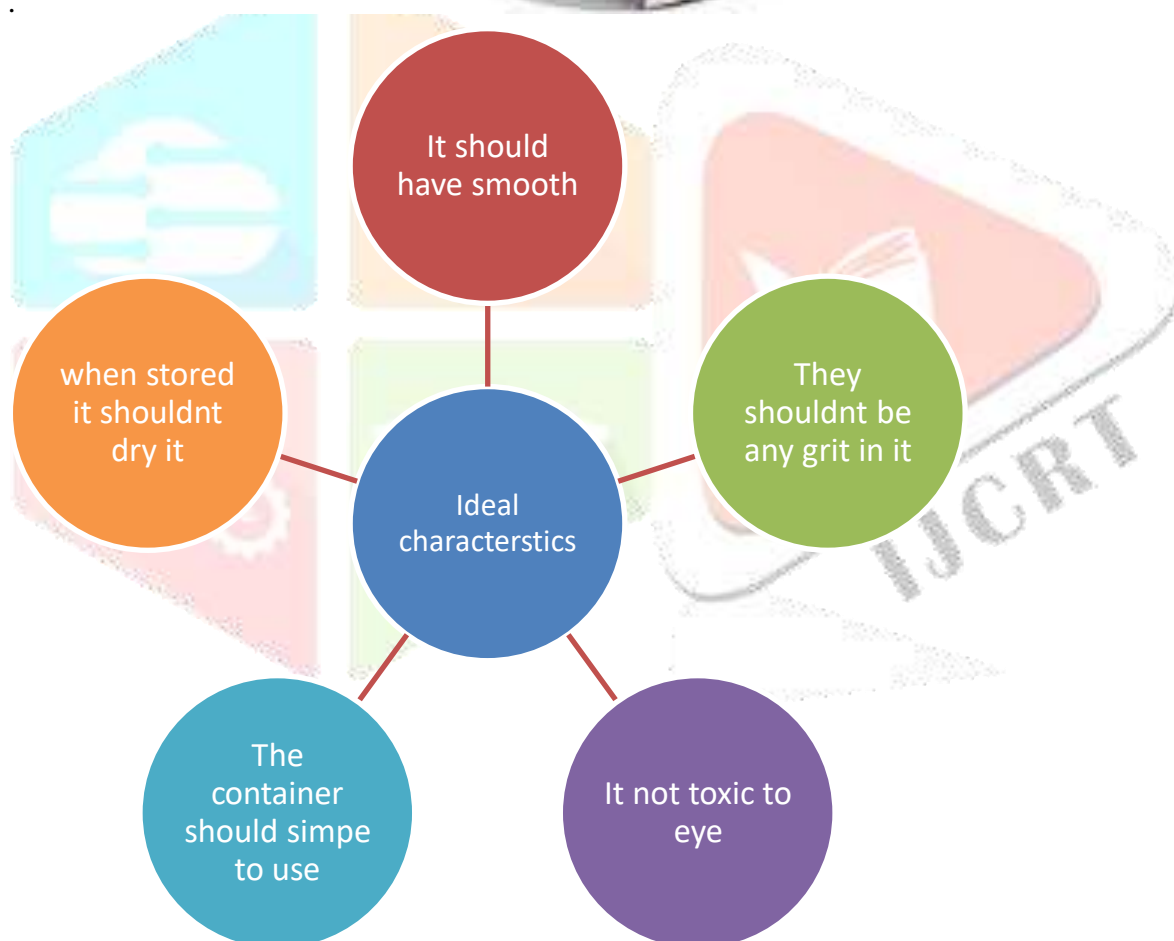 .
It should
have smooth
They
shouldnt be
any grit in it
It not toxic to
eye
The
container
should simpe
to use
when stored
it shouldnt
dry it
Ideal
characterstics
IJCRT